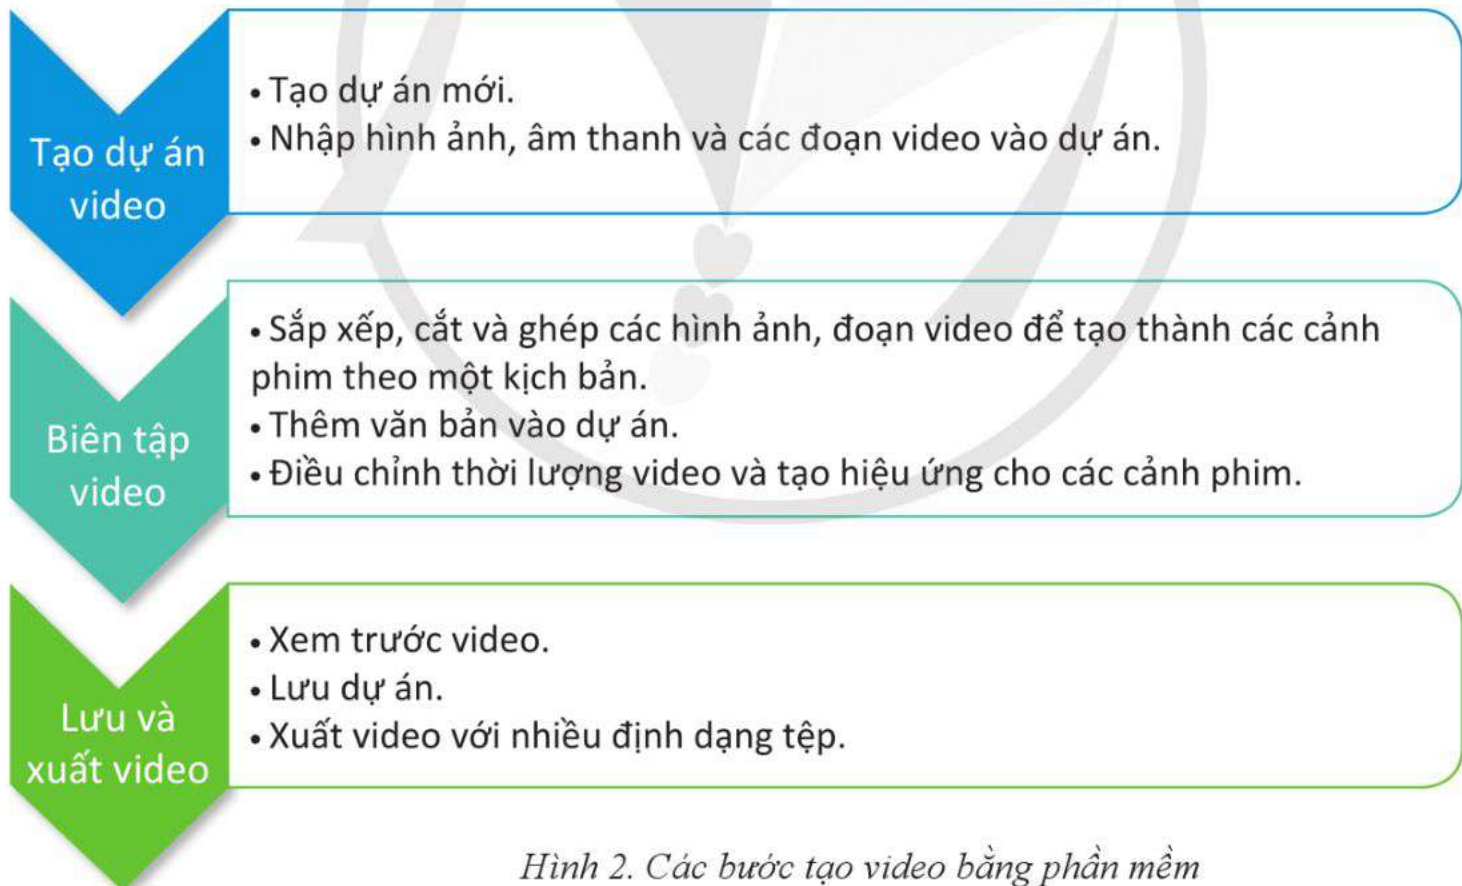 Tạo dự án
video
• Tạo dự án mới.
• Nhập hình ảnh, âm thanh và các đoạn video vào dự án.
Biên tập
video
• Sắp xếp, cắt và ghép các hình ảnh, đoạn video để tạo thành các cảnh
phim theo một kịch bản.
• Thêm văn bản vào dự án.
• Điều chỉnh thời lượng video và tạo hiệu ứng cho các cảnh phim.
Lưu và
xuất video
• Xem trước video.
• Lưu dự án.
• Xuất video với nhiều định dạng tệp.
Hình 2. Các bước tạo video bằng phần mềm